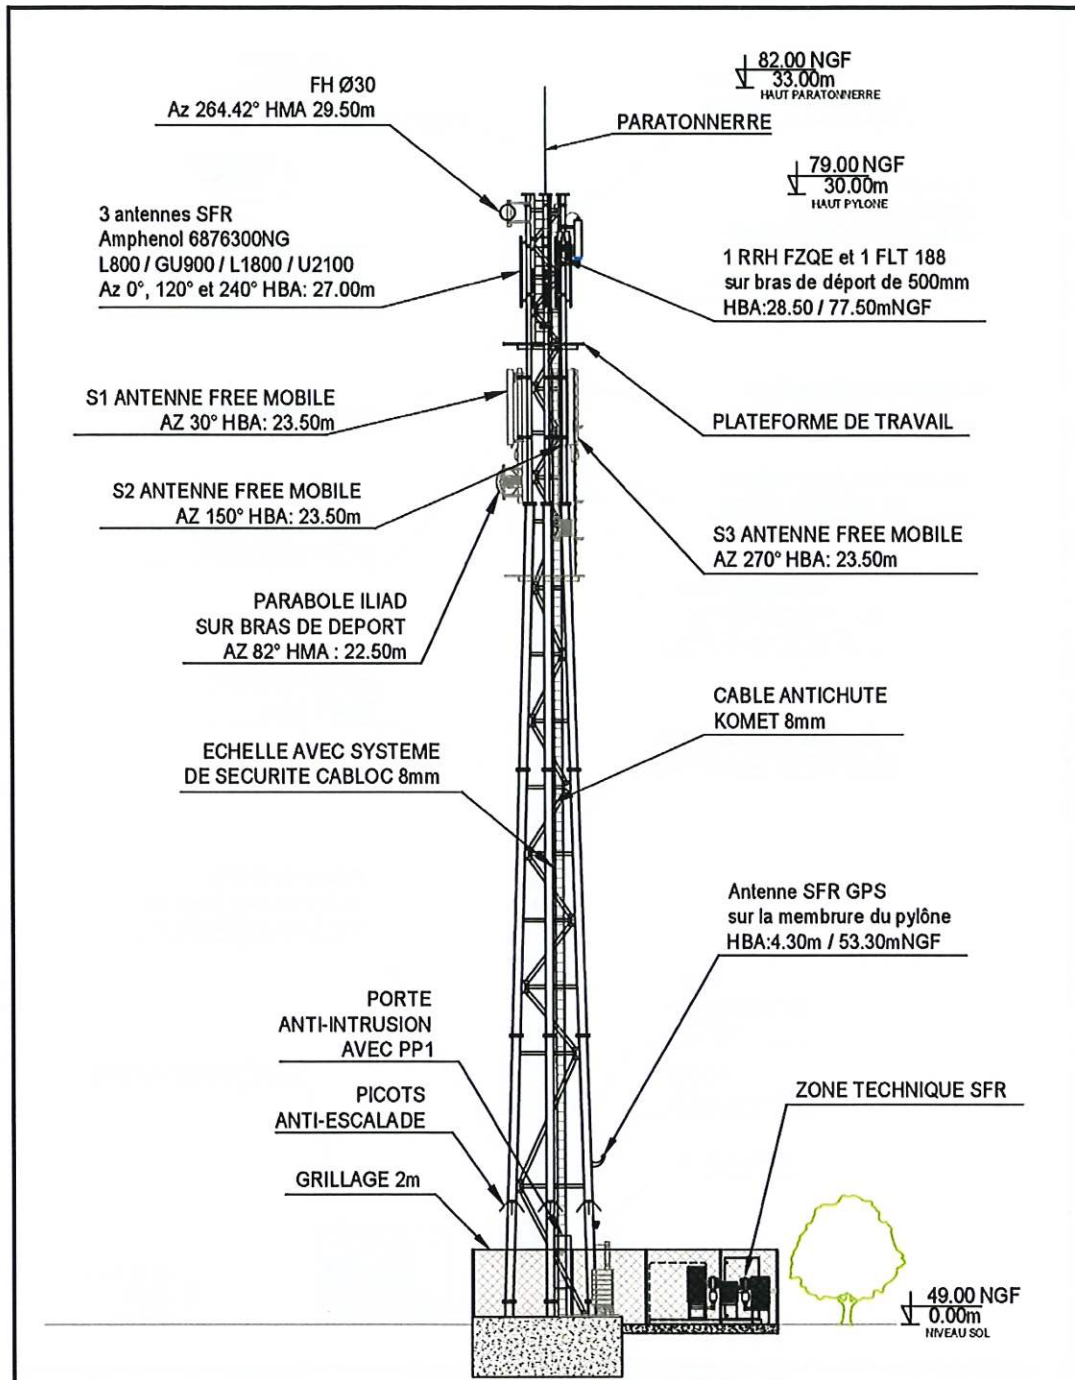 82.00 NGF
33.00m
HAUT PARATONNERRE
FH Ø30
Az 264.42° HMA 29.50m
PARATONNERRE
79.00 NGF
30.00m
HAUT PYLONE
3 antennes SFR
Amphenol 6876300NG
L800 / GU900 / L1800 / U2100
Az 0°, 120° et 240° HBA: 27.00m
1 RRH FZQE et 1 FLT 188
sur bras de déport de 500mm
HBA:28.50 / 77.50mNGF
S1 ANTENNE FREE MOBILE
AZ 30° HBA: 23.50m
PLATEFORME DE TRAVAIL
S2 ANTENNE FREE MOBILE
AZ 150° HBA: 23.50m
S3 ANTENNE FREE MOBILE
AZ 270° HBA: 23.50m
PARABOLE ILIAD
SUR BRAS DE DEPORT
AZ 82° HMA : 22.50m
CABLE ANTICHUTE
KOMET 8mm
ECHELLE AVEC SYSTEME
DE SECURITE CABLOC 8mm
Antenne SFR GPS
sur la membrure du pylône
HBA:4.30m / 53.30mNGF
PORTE
ANTI-INTRUSION
AVEC PP1
PICOTS
ANTI-ESCALADE
ZONE TECHNIQUE SFR
GRILLAGE 2m
49.00 NGF
0.00m
NIVEAU SOL